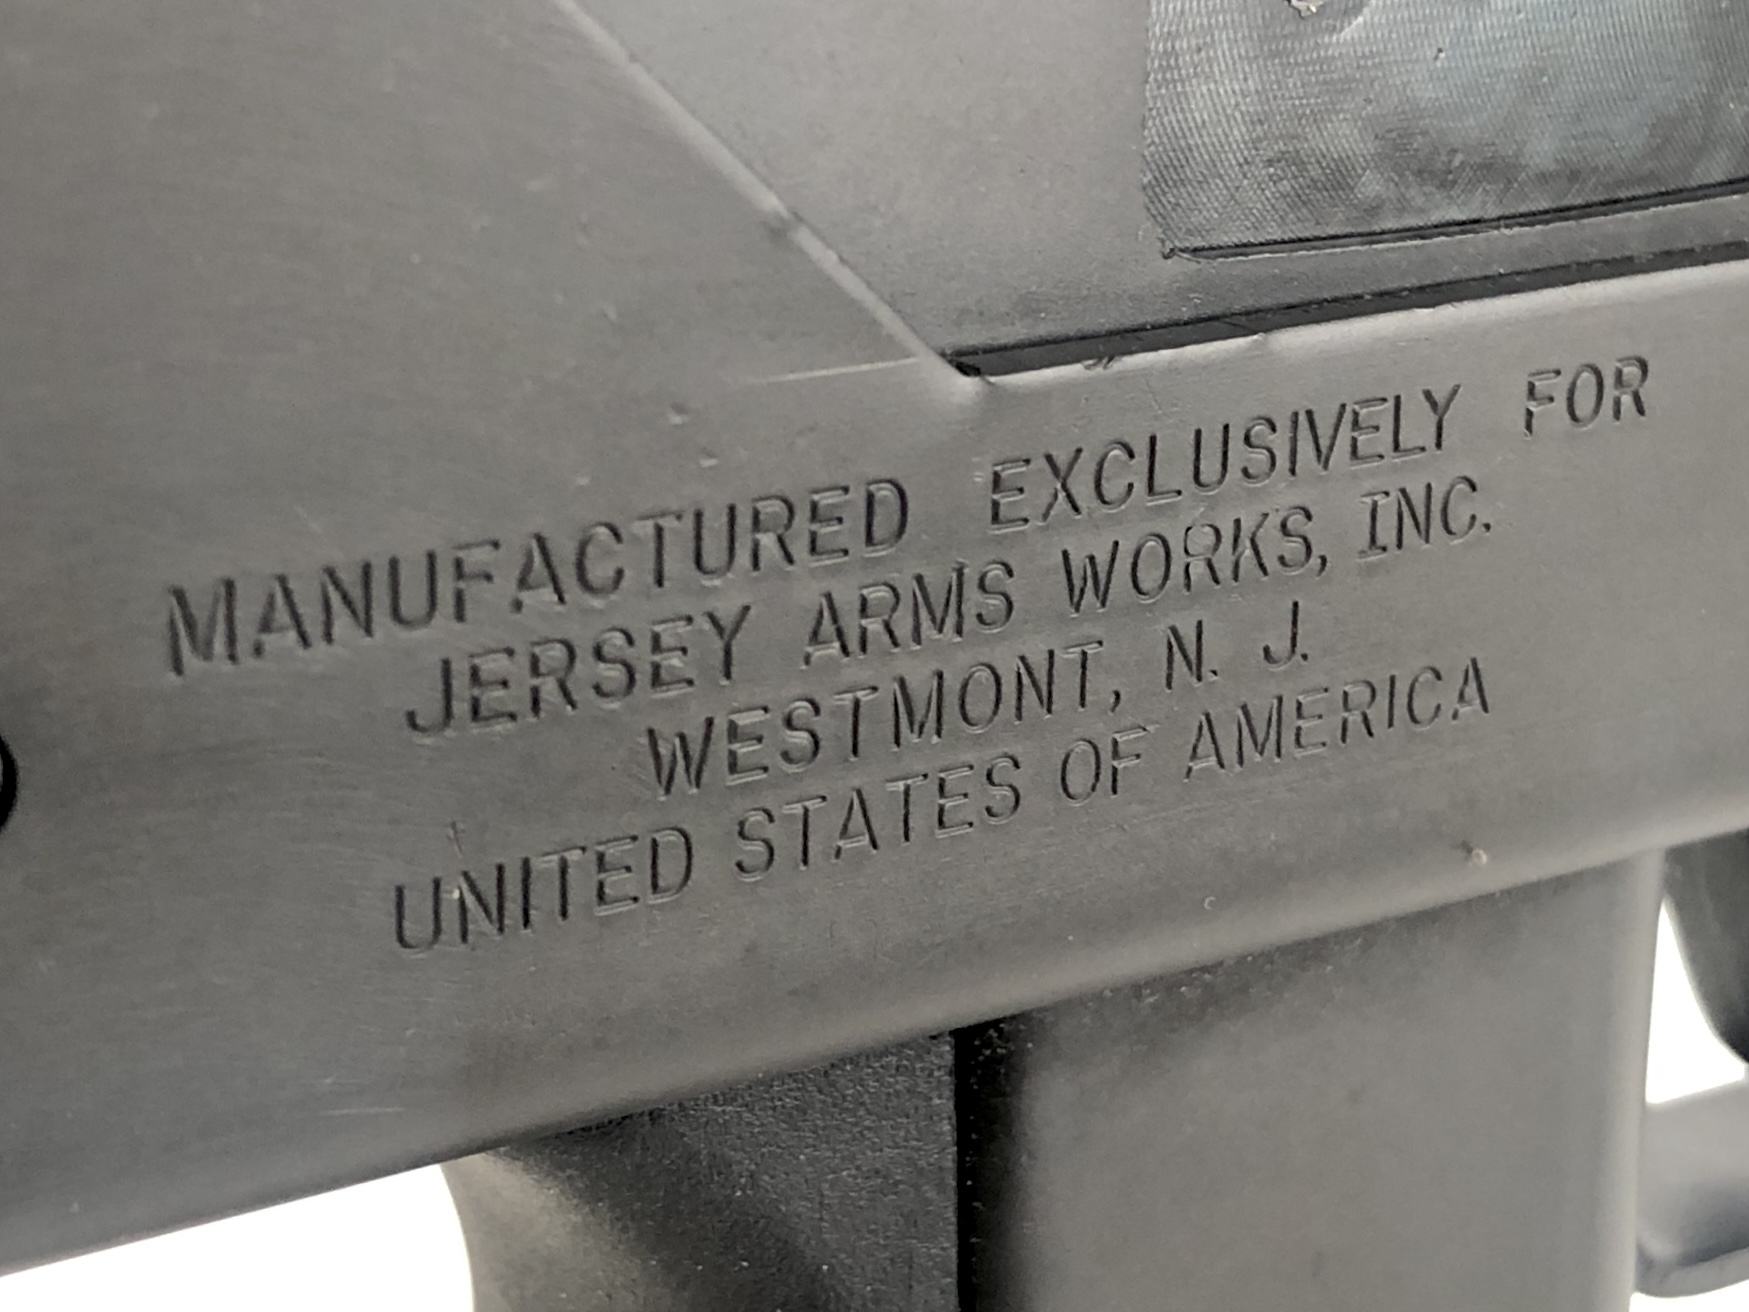 MANUFACTURED EXCLUSIVELY FOR
JERSEY ARMS WORKS, INC.
WESTMONT, N. J.
UNITED STATES OF AMERICA